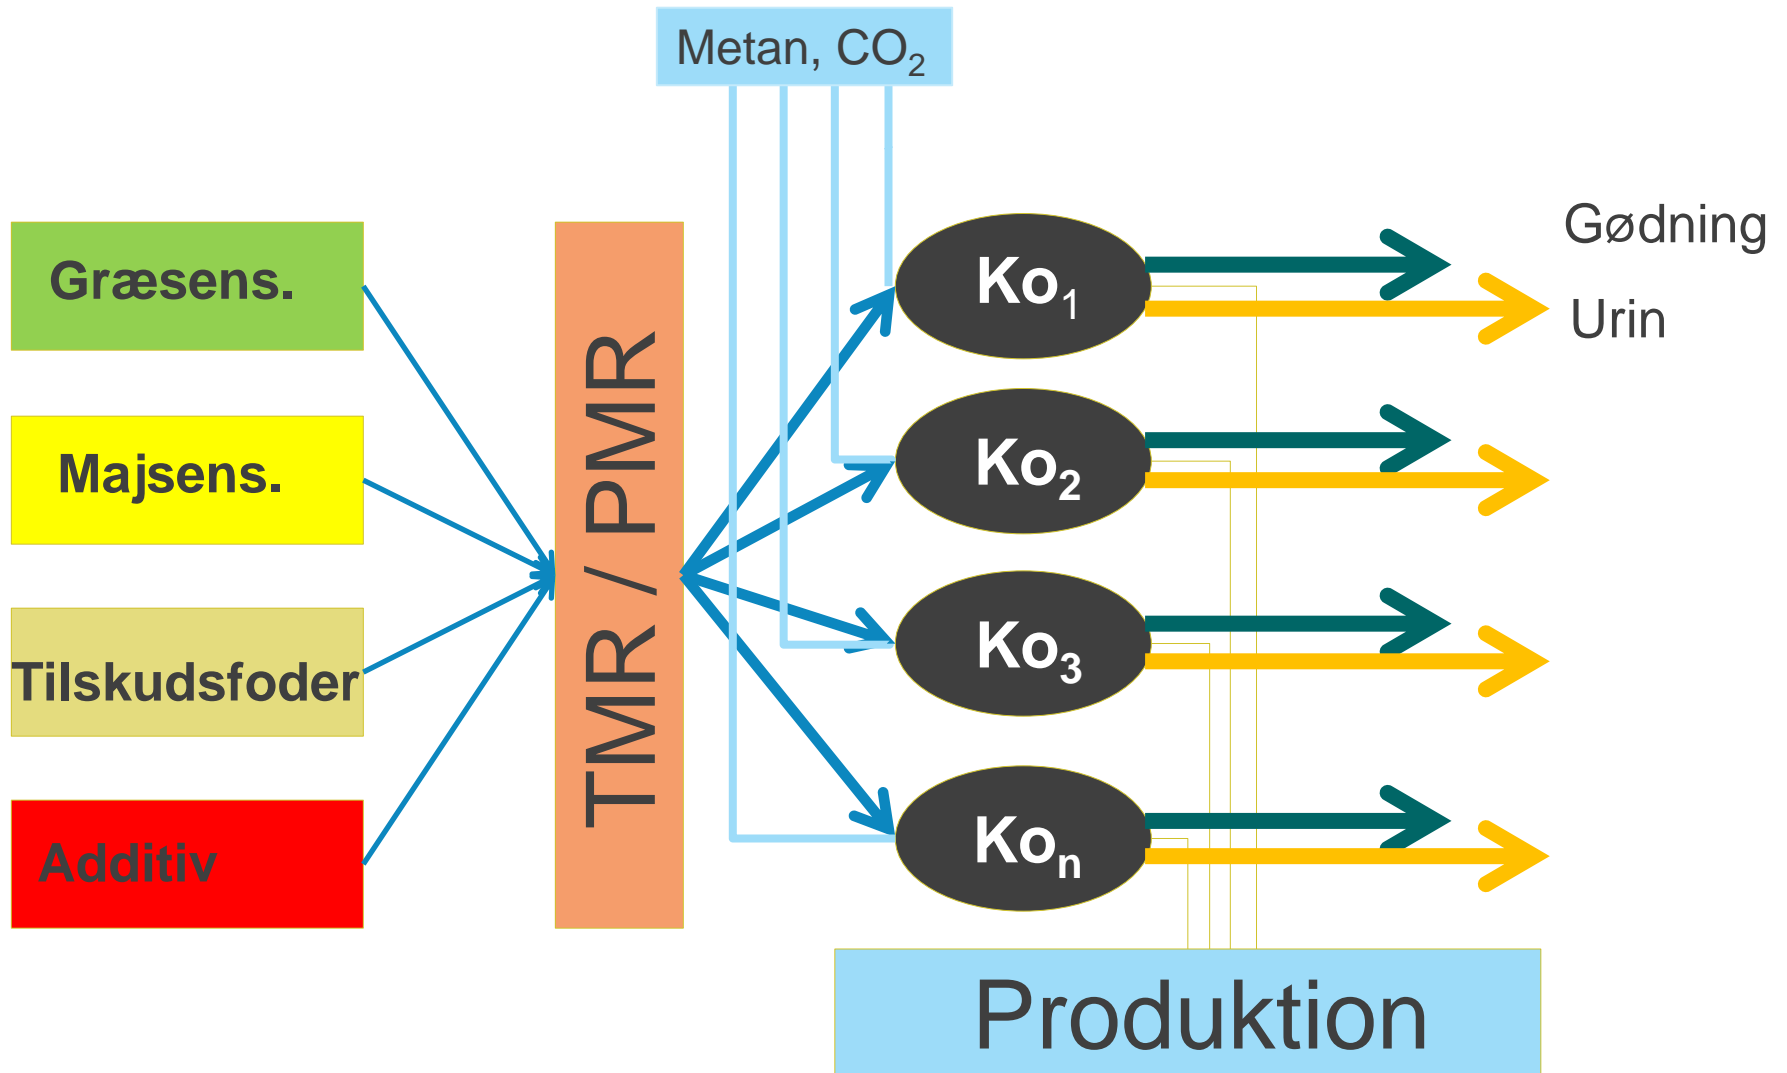 Metan, CO₂
Græsens.
Majsens.
Tilskudsfoder
Additiv
TMR / PMR
Ko₁
Ko₂
Ko₃
Koₙ
Gødning
Urin
Produktion